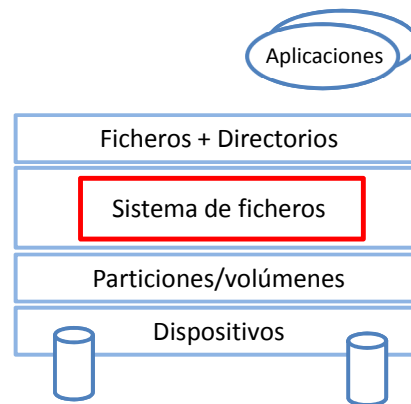 Aplicaciones
Ficheros + Directorios
Sistema de ficheros
Particiones/volúmenes
Dispositivos